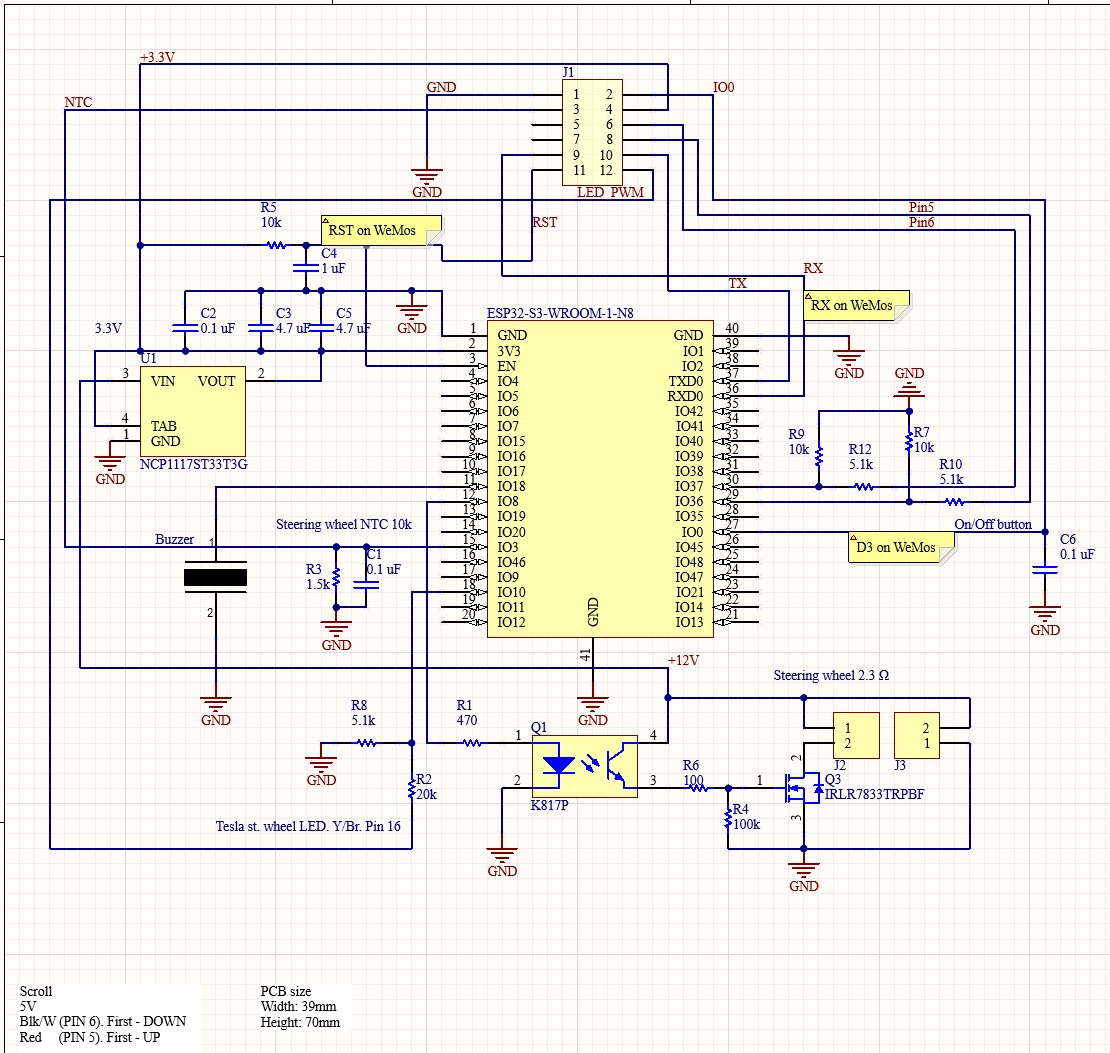 +3.3V
J1
GND
1 2
IO0
NTC
3 4
5 6
7 8
9 10
11 12
GND
LED PWM
R5
10k
RST on WeMos
RST
Pin5
Pin6
C4
1 uF
RX
TX
RX on WeMos
C2
0.1 uF
C3
4.7 uF
C5
4.7 uF
GND
3.3V
ESP32-S3-WROOM-1-N8
1 GND GND 40
2 3V3 IO1 39
3 EN IO2 38
4 IO4 TXD0 37
5 IO5 RXD0 36
6 IO6 IO42 35
7 IO7 IO41 34
8 IO15 IO40 33
9 IO16 IO39 32
10 IO17 IO38 31
11 IO18 IO37 30
12 IO8 IO36 29
13 IO19 IO35 28
14 IO20 IO0 27
15 IO3 IO45 26
16 IO46 IO48 25
17 IO9 IO47 24
18 IO10 IO21 23
19 IO11 IO14 22
20 IO12 IO13 21
GND
41
GND
U1
3 VIN VOUT 2
4 TAB
1 GND
NCP1117ST33T3G
GND
GND
GND
R9
10k
R7
10k
R12
5.1k
R10
5.1k
Steering wheel NTC 10k
Buzzer
1
2
GND
R3
1.5k
C1
0.1 uF
GND
On/Off button
D3 on WeMos
C6
0.1 uF
GND
+12V
Steering wheel 2.3 Ω
R8
5.1k
GND
R1
470
R2
20k
Q1
1 4
2 3
K817P
GND
R6
100
R4
100k
1
2
3
Q3
IRLR7833TRPBF
GND
1
2
J2
2
1
J3
Tesla st. wheel LED. Y/Br. Pin 16
Scroll
5V
Blk/W (PIN 6). First - DOWN
Red (PIN 5). First - UP
PCB size
Width: 39mm
Height: 70mm